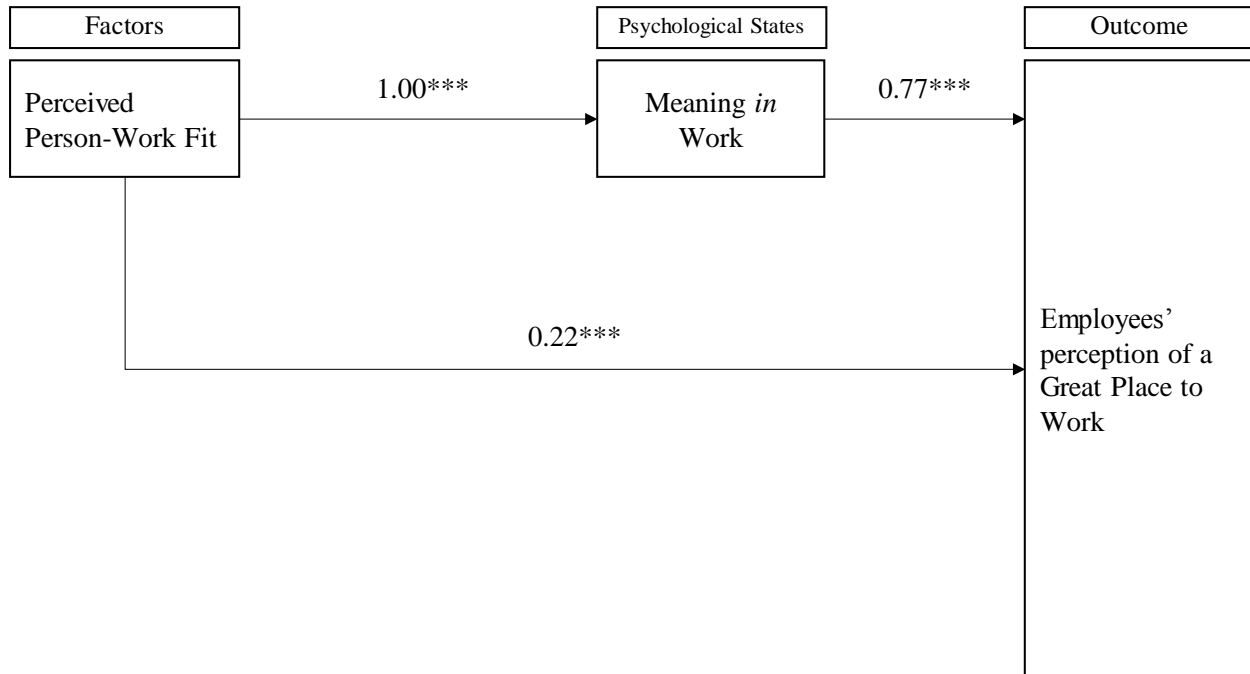 Factors
Psychological States
Outcome
Perceived
Person-Work Fit
1.00***
Meaning in
Work
0.77***
0.22***
Employees’
perception of a
Great Place to
Work